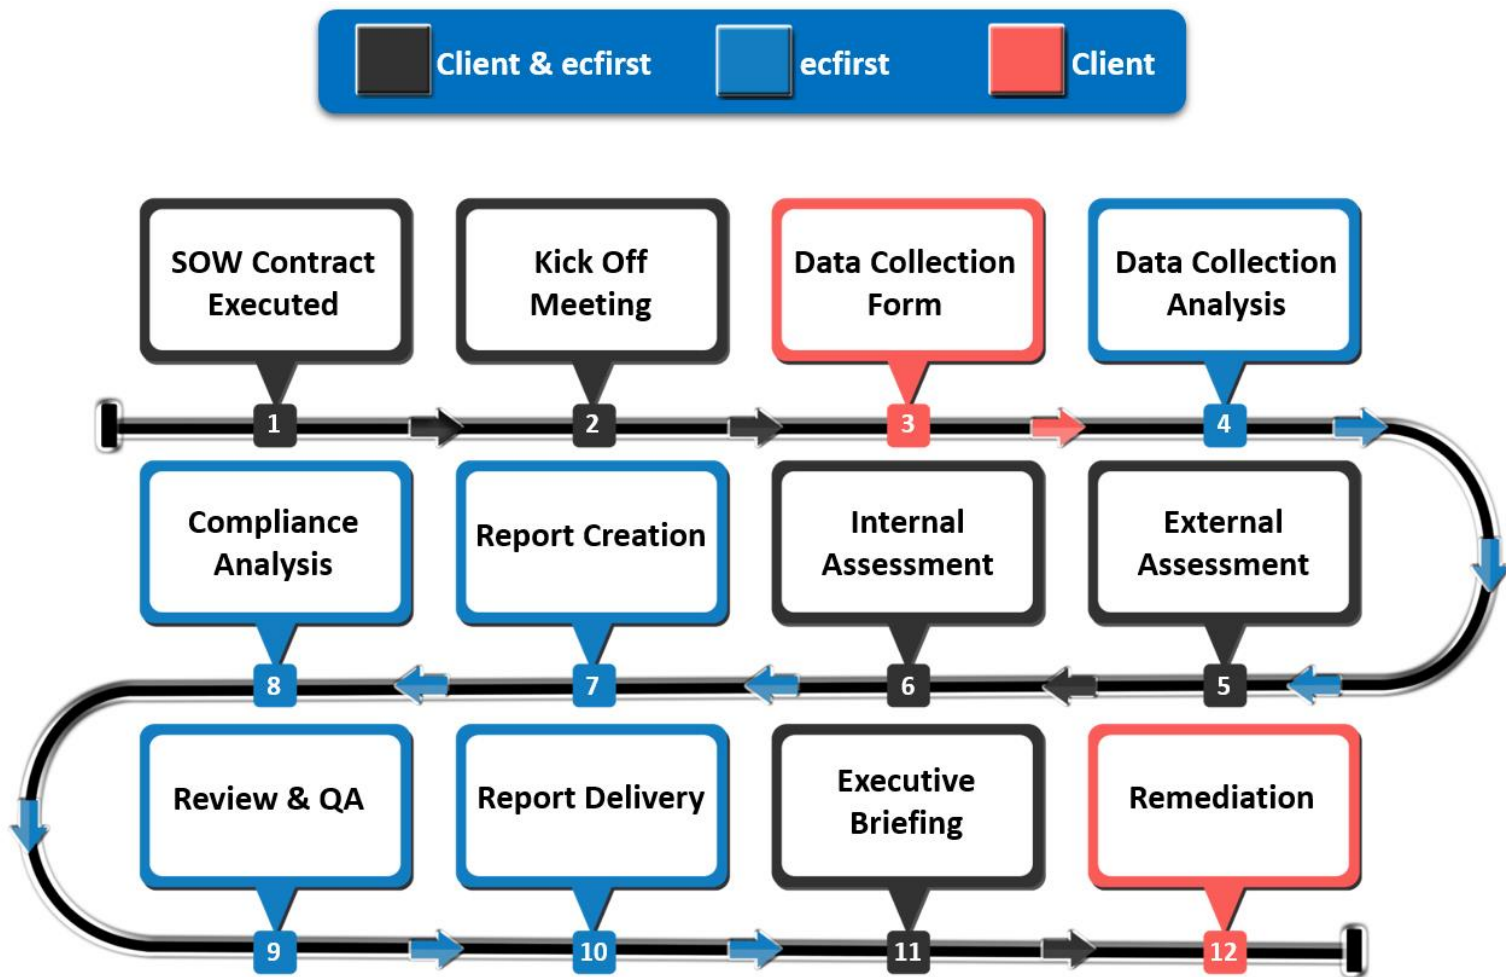 Client & ecfirst
ecfirst
Client
SOW Contract
Executed
Kick Off
Meeting
Data Collection
Form
Data Collection
Analysis
1
2
3
4
Compliance
Analysis
Report Creation
Internal
Assessment
External
Assessment
8
7
6
5
Review & QA
Report Delivery
Executive
Briefing
Remediation
9
10
11
12